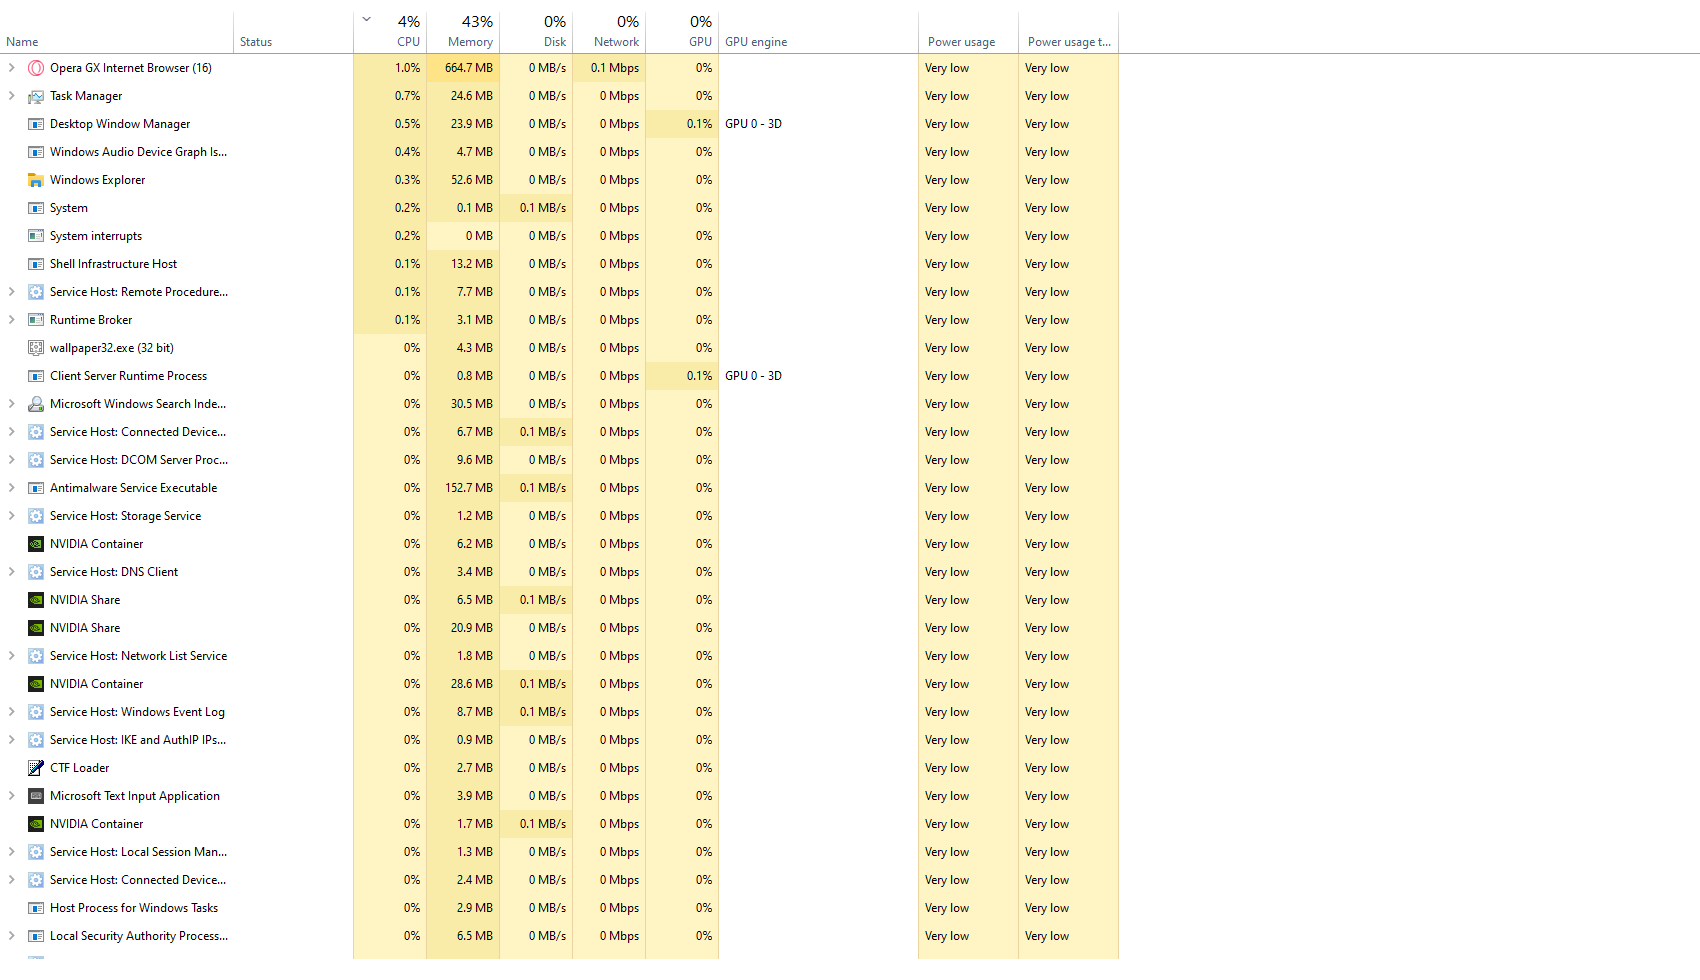 4% 43% 0% 0% 0%
Name Status CPU Memory Disk Network GPU GPU engine Power usage Power usage t...
Opera GX Internet Browser (16) 1.0% 664.7 MB 0 MB/s 0.1 Mbps 0% Very low Very low
Task Manager 0.7% 24.6 MB 0 MB/s 0 Mbps 0% Very low Very low
Desktop Window Manager 0.5% 23.9 MB 0 MB/s 0 Mbps 0.1% GPU 0 - 3D Very low Very low
Windows Audio Device Graph Is... 0.4% 4.7 MB 0 MB/s 0 Mbps 0% Very low Very low
Windows Explorer 0.3% 52.6 MB 0 MB/s 0 Mbps 0% Very low Very low
System 0.2% 0.1 MB 0.1 MB/s 0 Mbps 0% Very low Very low
System interrupts 0.2% 0 MB 0 MB/s 0 Mbps 0% Very low Very low
Shell Infrastructure Host 0.1% 13.2 MB 0 MB/s 0 Mbps 0% Very low Very low
Service Host: Remote Procedure... 0.1% 7.7 MB 0 MB/s 0 Mbps 0% Very low Very low
Runtime Broker 0.1% 3.1 MB 0 MB/s 0 Mbps 0% Very low Very low
wallpaper32.exe (32 bit) 0% 4.3 MB 0 MB/s 0 Mbps 0% Very low Very low
Client Server Runtime Process 0% 0.8 MB 0 MB/s 0 Mbps 0.1% GPU 0 - 3D Very low Very low
Microsoft Windows Search Inde... 0% 30.5 MB 0 MB/s 0 Mbps 0% Very low Very low
Service Host: Connected Device... 0% 6.7 MB 0.1 MB/s 0 Mbps 0% Very low Very low
Service Host: DCOM Server Proc... 0% 9.6 MB 0 MB/s 0 Mbps 0% Very low Very low
Antimalware Service Executable 0% 152.7 MB 0.1 MB/s 0 Mbps 0% Very low Very low
Service Host: Storage Service 0% 1.2 MB 0 MB/s 0 Mbps 0% Very low Very low
NVIDIA Container 0% 6.2 MB 0 MB/s 0 Mbps 0% Very low Very low
Service Host: DNS Client 0% 3.4 MB 0 MB/s 0 Mbps 0% Very low Very low
NVIDIA Share 0% 6.5 MB 0.1 MB/s 0 Mbps 0% Very low Very low
NVIDIA Share 0% 20.9 MB 0 MB/s 0 Mbps 0% Very low Very low
Service Host: Network List Service 0% 1.8 MB 0 MB/s 0 Mbps 0% Very low Very low
NVIDIA Container 0% 28.6 MB 0.1 MB/s 0 Mbps 0% Very low Very low
Service Host: Windows Event Log 0% 8.7 MB 0.1 MB/s 0 Mbps 0% Very low Very low
Service Host: IKE and AuthIP IPs... 0% 0.9 MB 0 MB/s 0 Mbps 0% Very low Very low
CTF Loader 0% 2.7 MB 0 MB/s 0 Mbps 0% Very low Very low
Microsoft Text Input Application 0% 3.9 MB 0 MB/s 0 Mbps 0% Very low Very low
NVIDIA Container 0% 1.7 MB 0.1 MB/s 0 Mbps 0% Very low Very low
Service Host: Local Session Man... 0% 1.3 MB 0 MB/s 0 Mbps 0% Very low Very low
Service Host: Connected Device... 0% 2.4 MB 0 MB/s 0 Mbps 0% Very low Very low
Host Process for Windows Tasks 0% 2.9 MB 0 MB/s 0 Mbps 0% Very low Very low
Local Security Authority Process... 0% 6.5 MB 0 MB/s 0 Mbps 0% Very low Very low